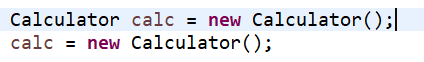 Calculator calc = new Calculator();
calc = new Calculator();